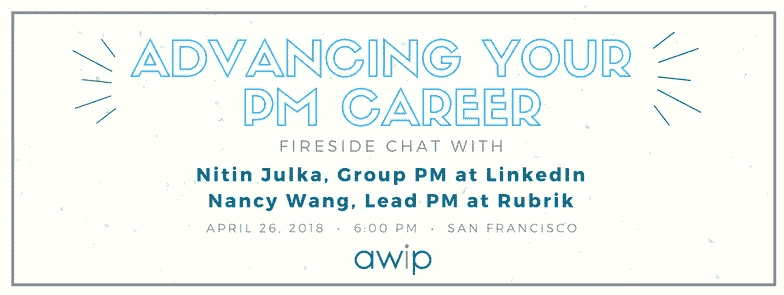 ADVANCING YOUR
PM CAREER
FIRESIDE CHAT WITH
Nitin Julka, Group PM at LinkedIn
Nancy Wang, Lead PM at Rubrik
APRIL 26, 2018 · 6:00 PM · SAN FRANCISCO
awip